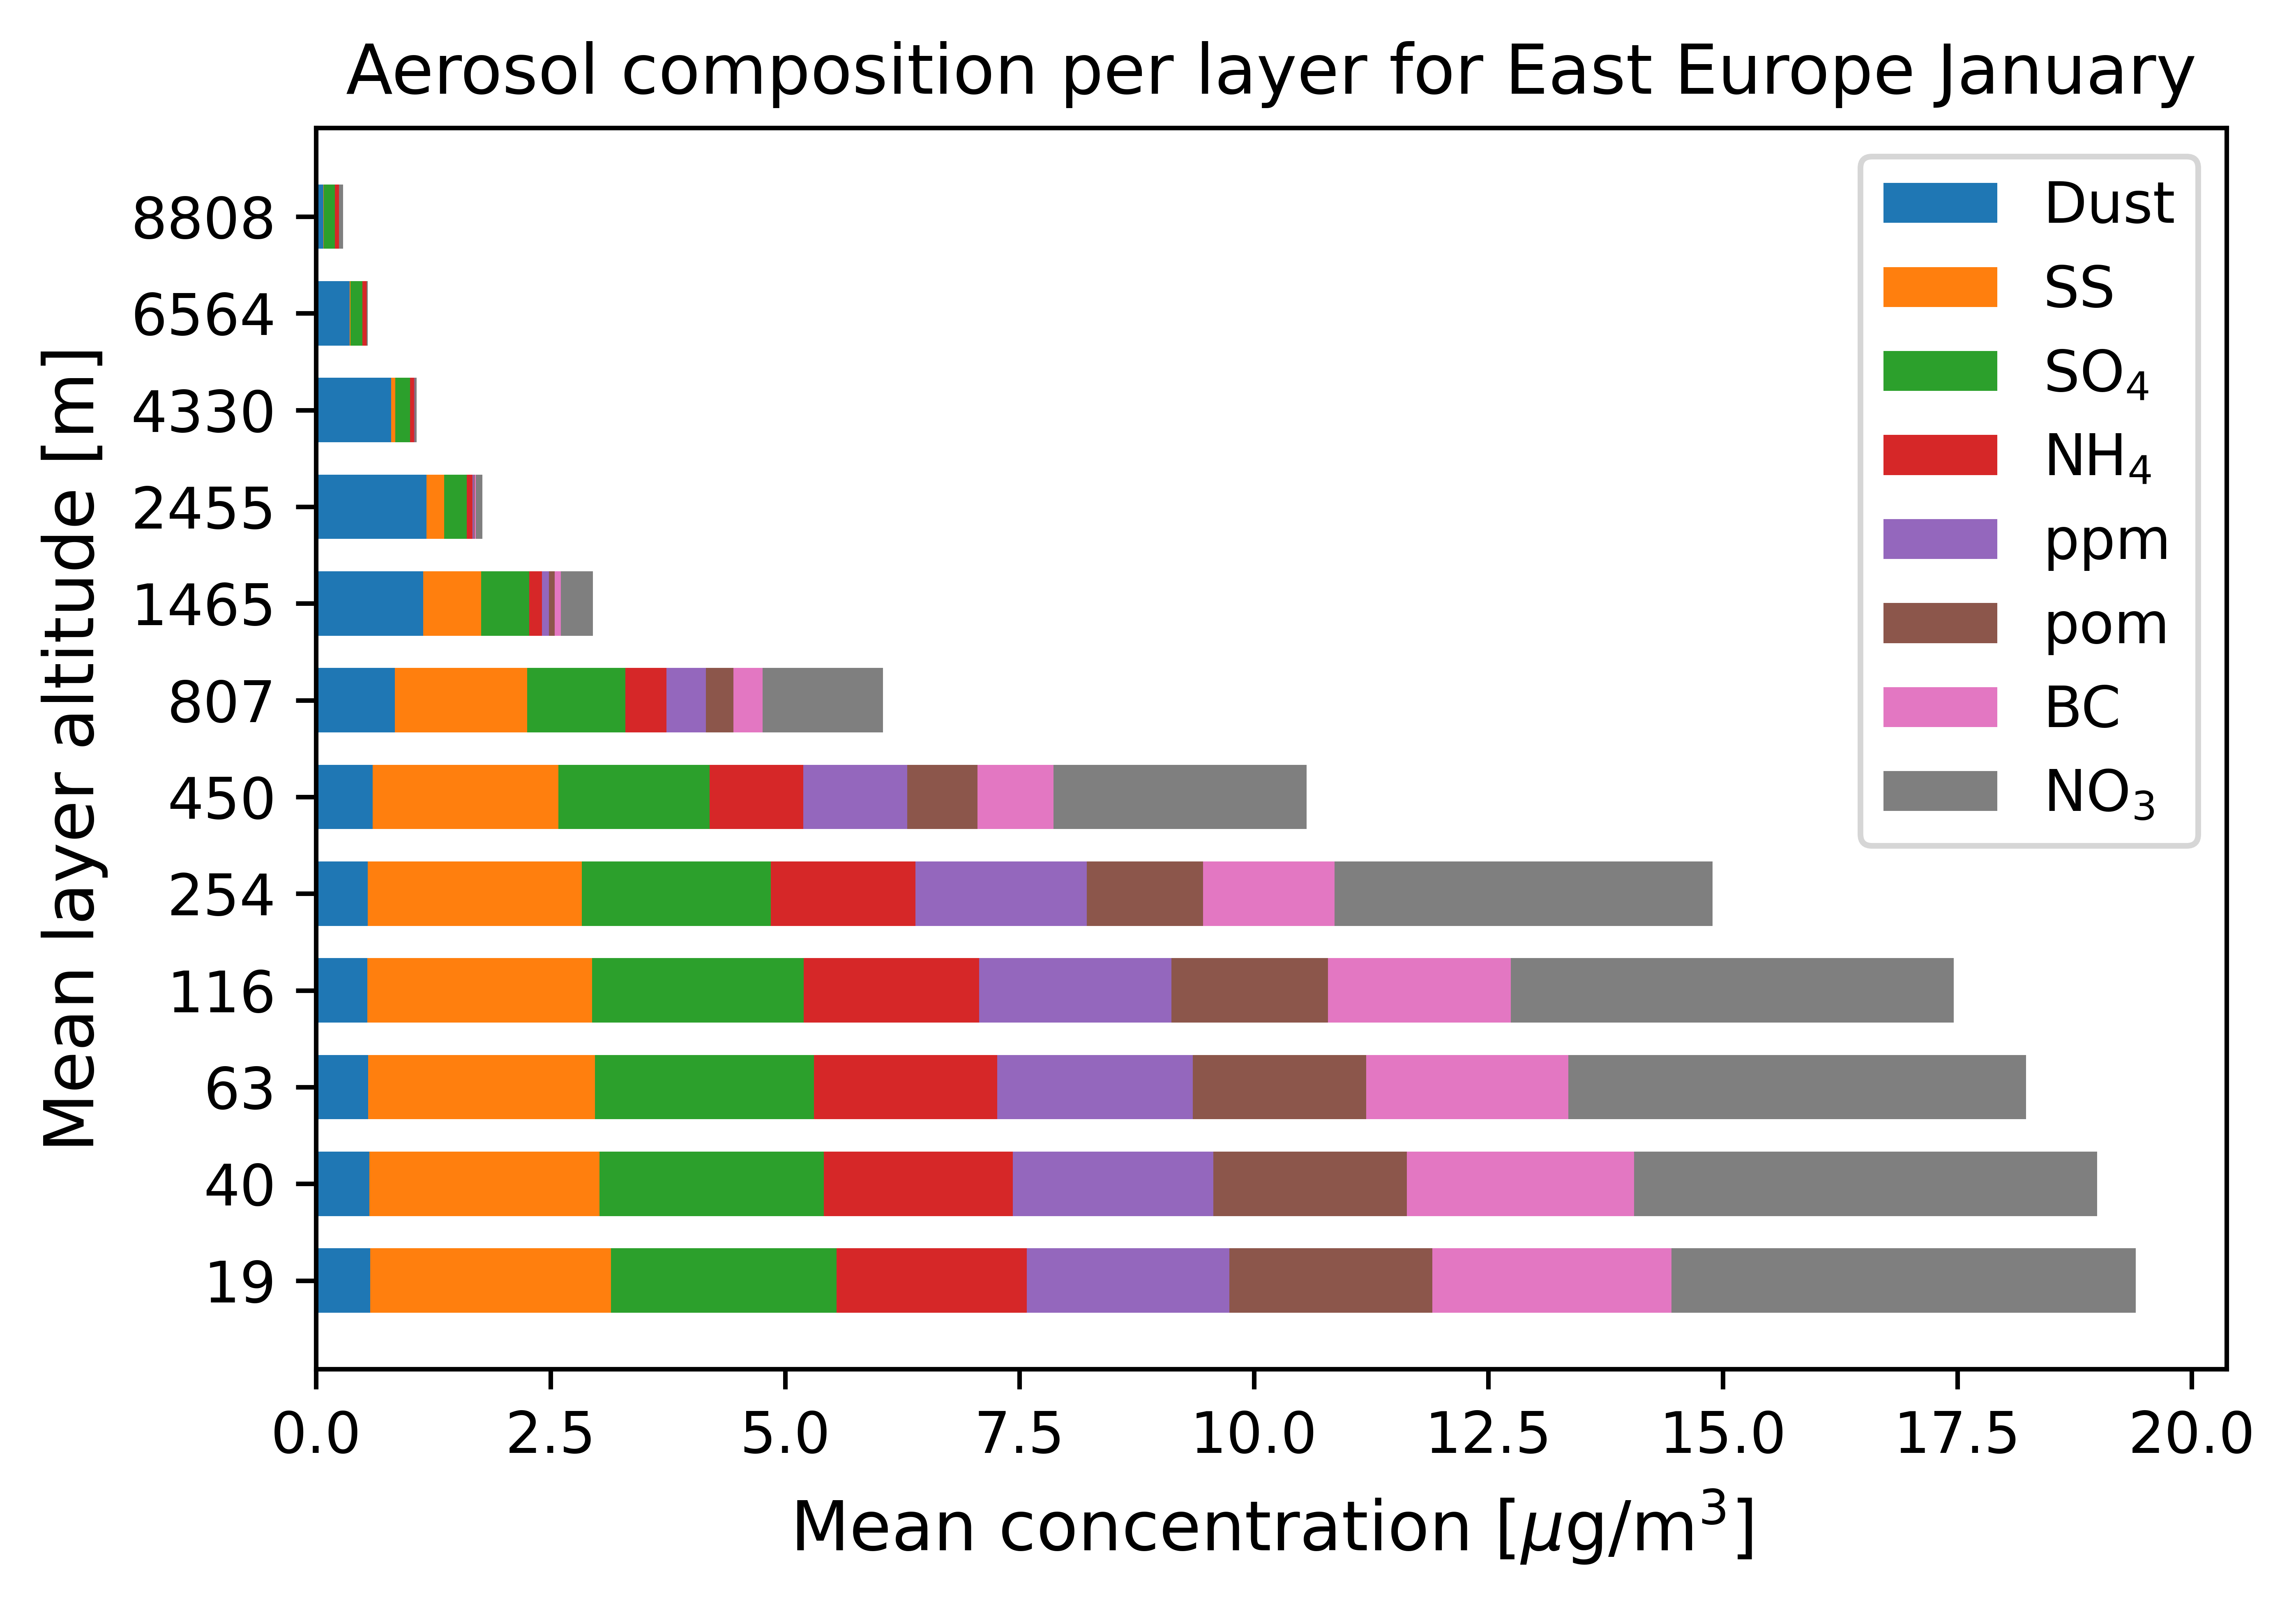 Aerosol composition per layer for East Europe January
Mean layer altitude [m]
8808
6564
4330
2455
1465
807
450
254
116
63
40
19
Dust
SS
SO₄
NH₄
ppm
pom
BC
NO₃
0.0 2.5 5.0 7.5 10.0 12.5 15.0 17.5 20.0
Mean concentration [μg/m³]